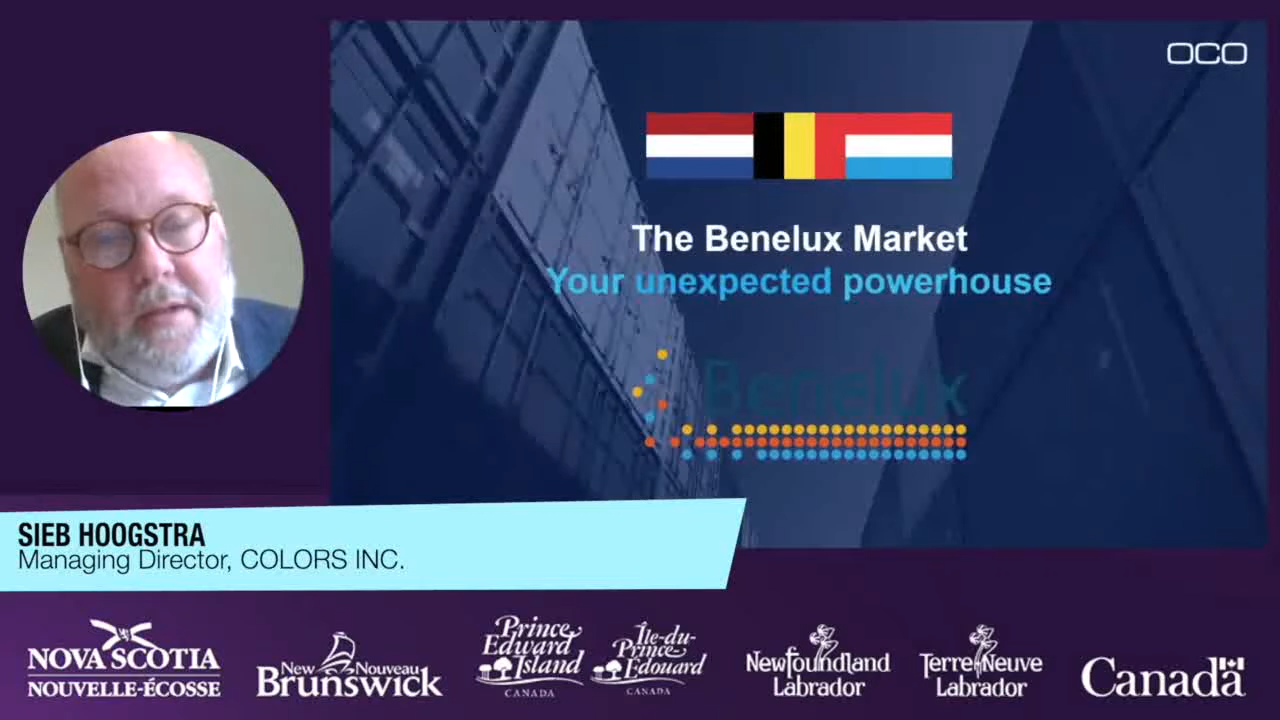 OCO
The Benelux Market
Your unexpected powerhouse
Benelux
SIEB HOOGSTRA
Managing Director, COLORS INC.
NOVA SCOTIA
NOUVELLE-ÉCOSSE
New Nouveau
Brunswick
Prince
Edward
Island
CANADA
Île-du-
Prince
Édouard
CANADA
Newfoundland
Labrador
Terre Neuve
Labrador
Canada